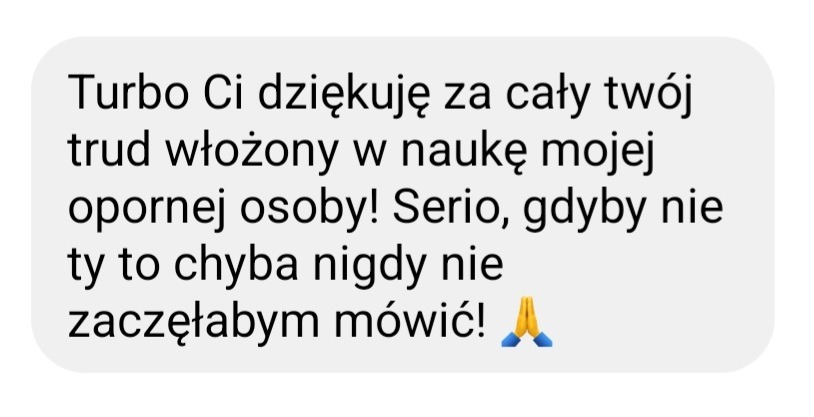 Turbo Ci dziękuję za cały twój
trud włożony w naukę mojej
opornej osoby! Serio, gdyby nie
ty to chyba nigdy nie
zaczęłabym mówić! 🙏